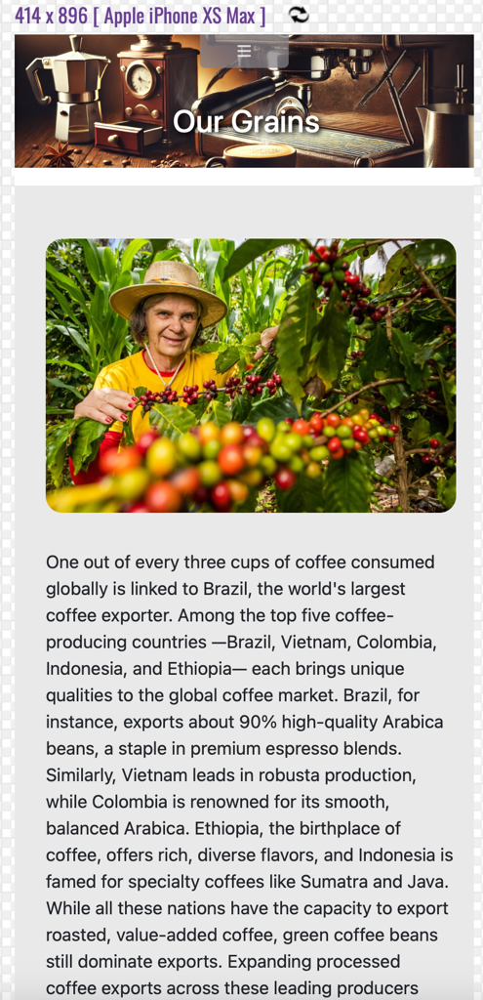 414 x 896 [ Apple iPhone XS Max ]
Our Grains
One out of every three cups of coffee consumed
globally is linked to Brazil, the world's largest
coffee exporter. Among the top five coffee-
producing countries —Brazil, Vietnam, Colombia,
Indonesia, and Ethiopia— each brings unique
qualities to the global coffee market. Brazil, for
instance, exports about 90% high-quality Arabica
beans, a staple in premium espresso blends.
Similarly, Vietnam leads in robusta production,
while Colombia is renowned for its smooth,
balanced Arabica. Ethiopia, the birthplace of
coffee, offers rich, diverse flavors, and Indonesia is
famed for specialty coffees like Sumatra and Java.
While all these nations have the capacity to export
roasted, value-added coffee, green coffee beans
still dominate exports. Expanding processed
coffee exports across these leading producers